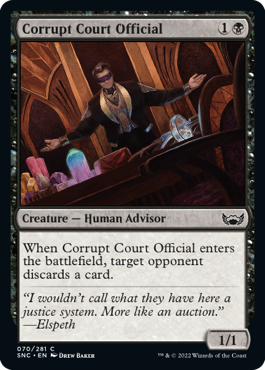 Corrupt Court Official 1
Creature — Human Advisor
When Corrupt Court Official enters
the battlefield, target opponent
discards a card.
“I wouldn’t call what they have here a
justice system. More like an auction.”
—Elspeth
1/1
070/281 C
SNC • EN DREW BAKER
™ & © 2022 Wizards of the Coast